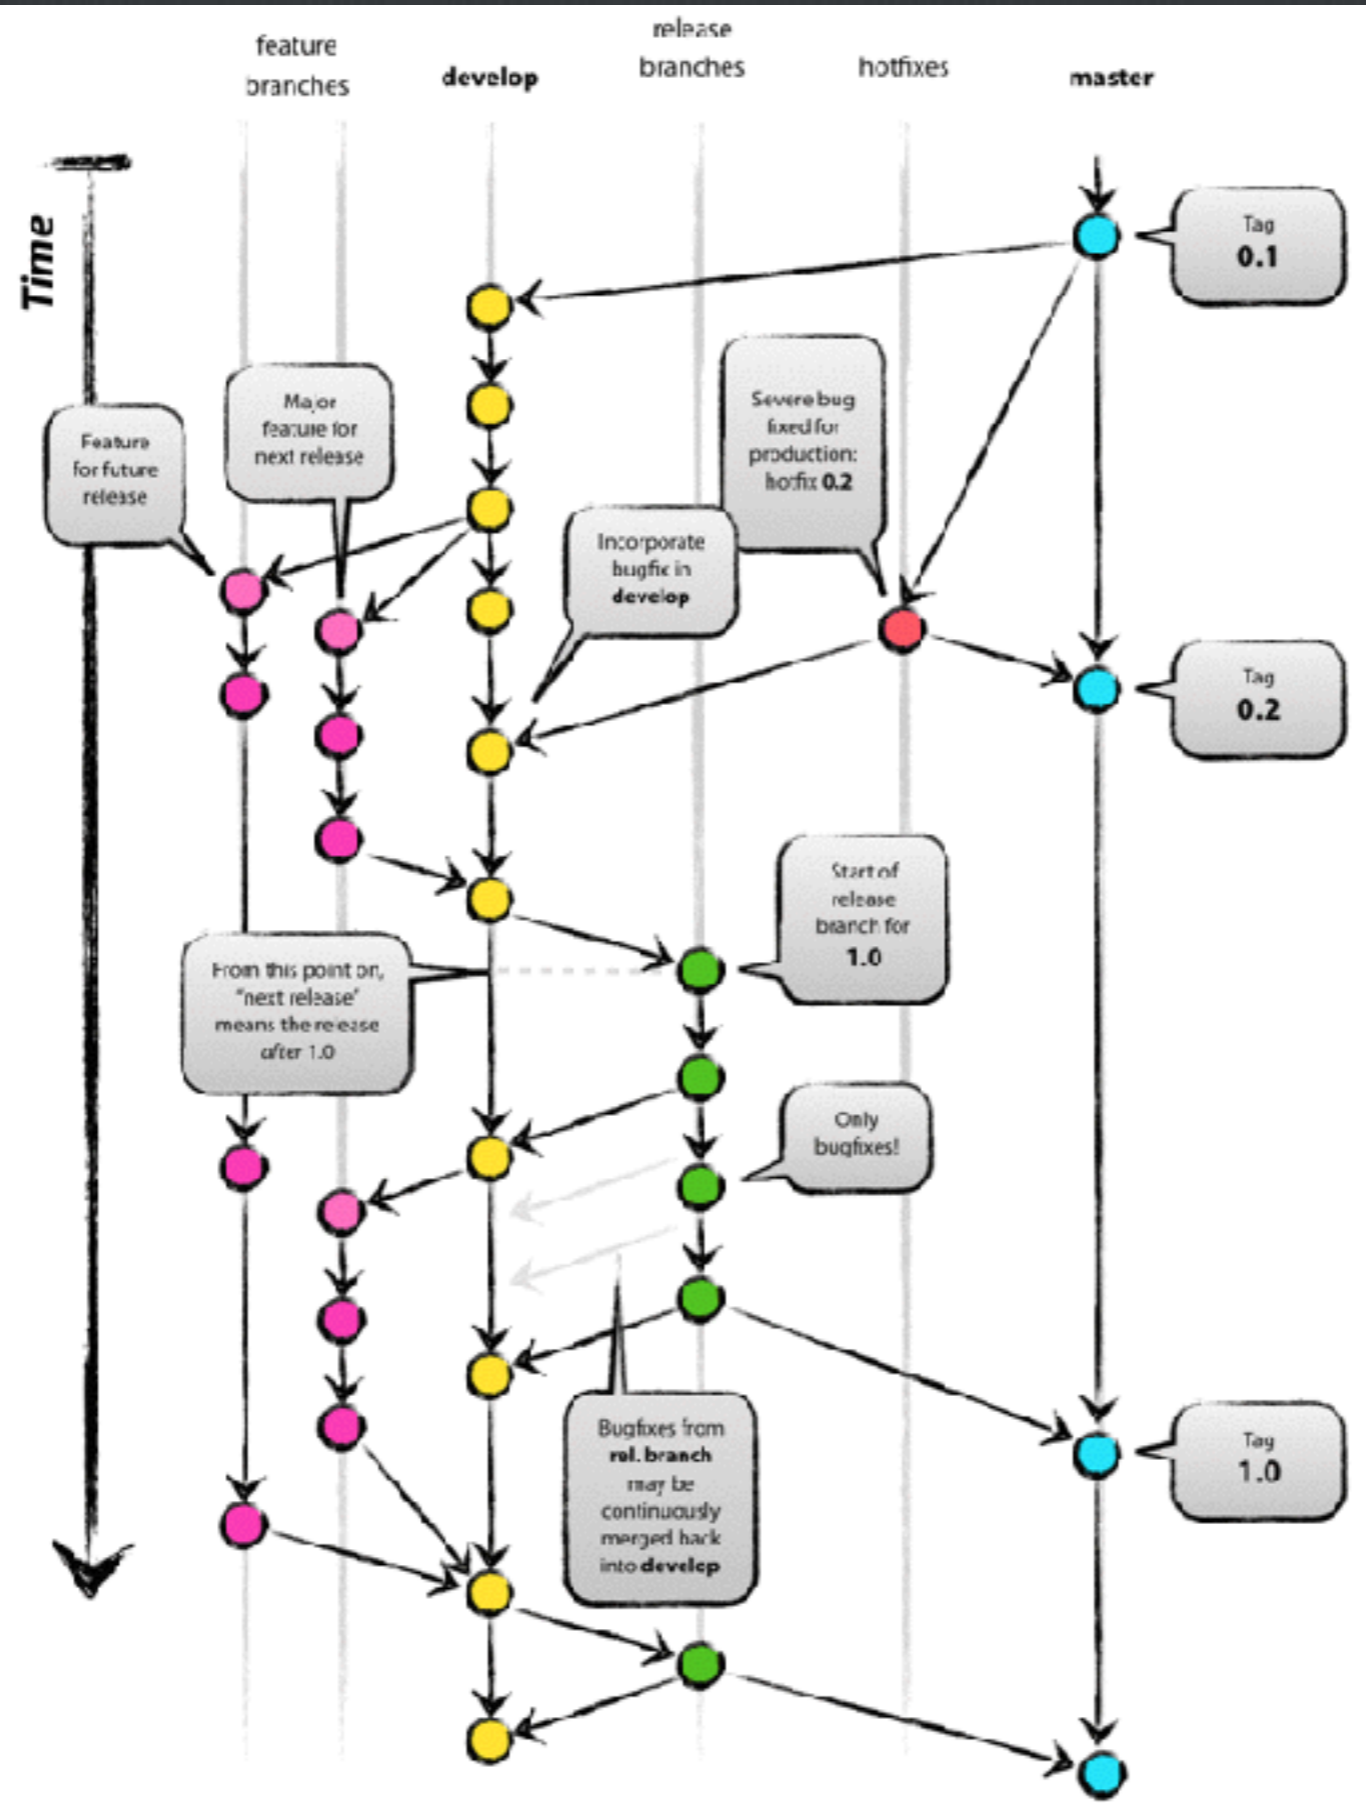 feature
branches
develop
release
branches
hotfixes
master
Time
Tag
0.1
Feature
for future
release
Major
feature for
next release
Severe bug
fixed for
production:
hotfix 0.2
Incorporate
bugfix in
develop
Tag
0.2
Start of
release
branch for
1.0
From this point on,
"next release"
means the release
after 1.0
Only
bugfixes!
Bugfixes from
rel. branch
may be
continuously
merged back
into develop
Tag
1.0